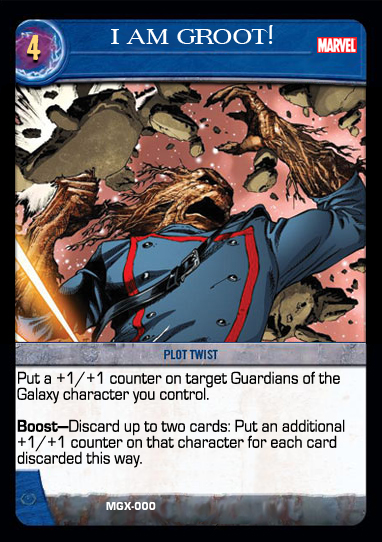 4
I AM GROOT!
MARVEL
PLOT TWIST
Put a +1/+1 counter on target Guardians of the
Galaxy character you control.
Boost—Discard up to two cards: Put an additional
+1/+1 counter on that character for each card
discarded this way.
MGX-000